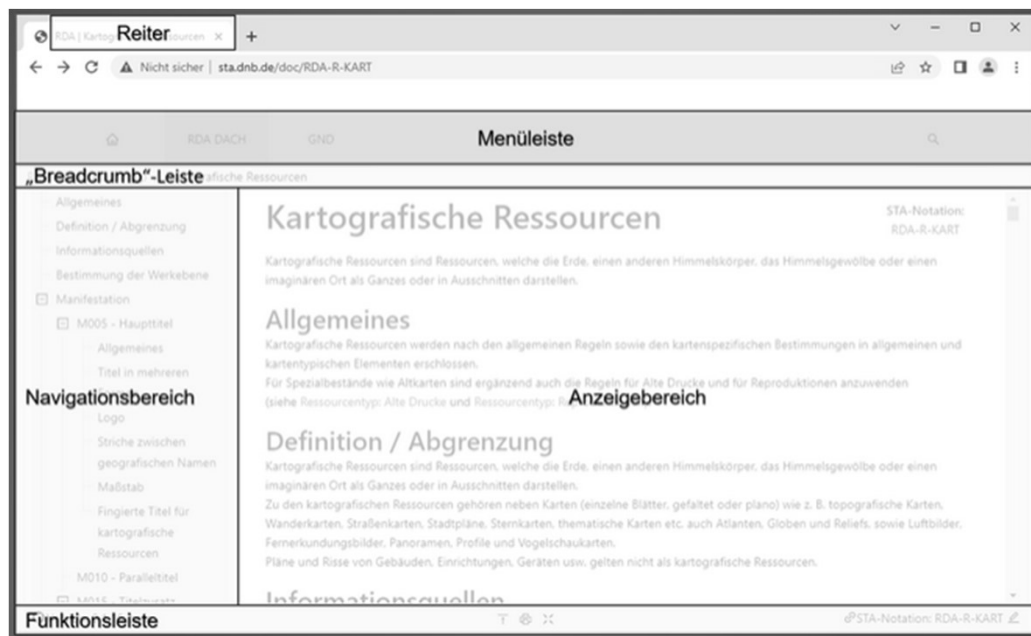 RDA | Kartog Reiter sourcen ×
Nicht sicher | sta.dnb.de/doc/RDA-R-KART
RDA DACH GND Menüleiste
„Breadcrumb“-Leiste afische Ressourcen
Allgemeines
Definition / Abgrenzung
Informationsquellen
Bestimmung der Werkebene
Manifestation
M005 - Haupttitel
Allgemeines
Titel in mehreren
Navigationsbereich
Logo
Striche zwischen
geografischen Namen
Maßstab
Fingierte Titel für
kartografische
Ressourcen
M010 - Paralleltitel
M015 - Titelzusatz
Kartografische Ressourcen
STA-Notation:
RDA-R-KART
Kartografische Ressourcen sind Ressourcen, welche die Erde, einen anderen Himmelskörper, das Himmelsgewölbe oder einen
imaginären Ort als Ganzes oder in Ausschnitten darstellen.
Allgemeines
Kartografische Ressourcen werden nach den allgemeinen Regeln sowie den kartenspezifischen Bestimmungen in allgemeinen und
kartentypischen Elementen erschlossen.
Für Spezialbestände wie Altkarten sind ergänzend auch die Regeln für Alte Drucke und für Reproduktionen anzuwenden
(siehe Ressourcentyp: Alte Drucke und Ressourcentyp: Anzeigebereich
Definition / Abgrenzung
Kartografische Ressourcen sind Ressourcen, welche die Erde, einen anderen Himmelskörper, das Himmelsgewölbe oder einen
imaginären Ort als Ganzes oder in Ausschnitten darstellen.
Zu den kartografischen Ressourcen gehören neben Karten (einzelne Blätter, gefaltet oder plano) wie z. B. topografische Karten,
Wanderkarten, Straßenkarten, Stadtpläne, Sternkarten, thematische Karten etc. auch Atlanten, Globen und Reliefs, sowie Luftbilder,
Fernerkundungsbilder, Panoramen, Profile und Vogelschaukarten.
Pläne und Risse von Gebäuden, Einrichtungen, Geräten usw. gelten nicht als kartografische Ressourcen.
Informationsquellen
Funktionsleiste
STA-Notation: RDA-R-KART